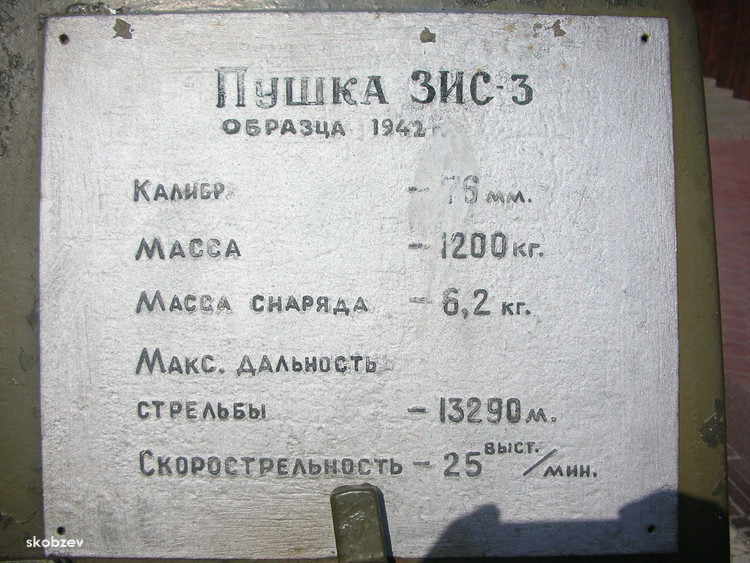 Пушка ЗИС-3
образца 1942 г.
Калибр – 76 мм.
Масса – 1200 кг.
Масса снаряда – 6,2 кг.
Макс. дальность
стрельбы – 13290 м.
Скорострельность – 25 выст./мин.
skobzev